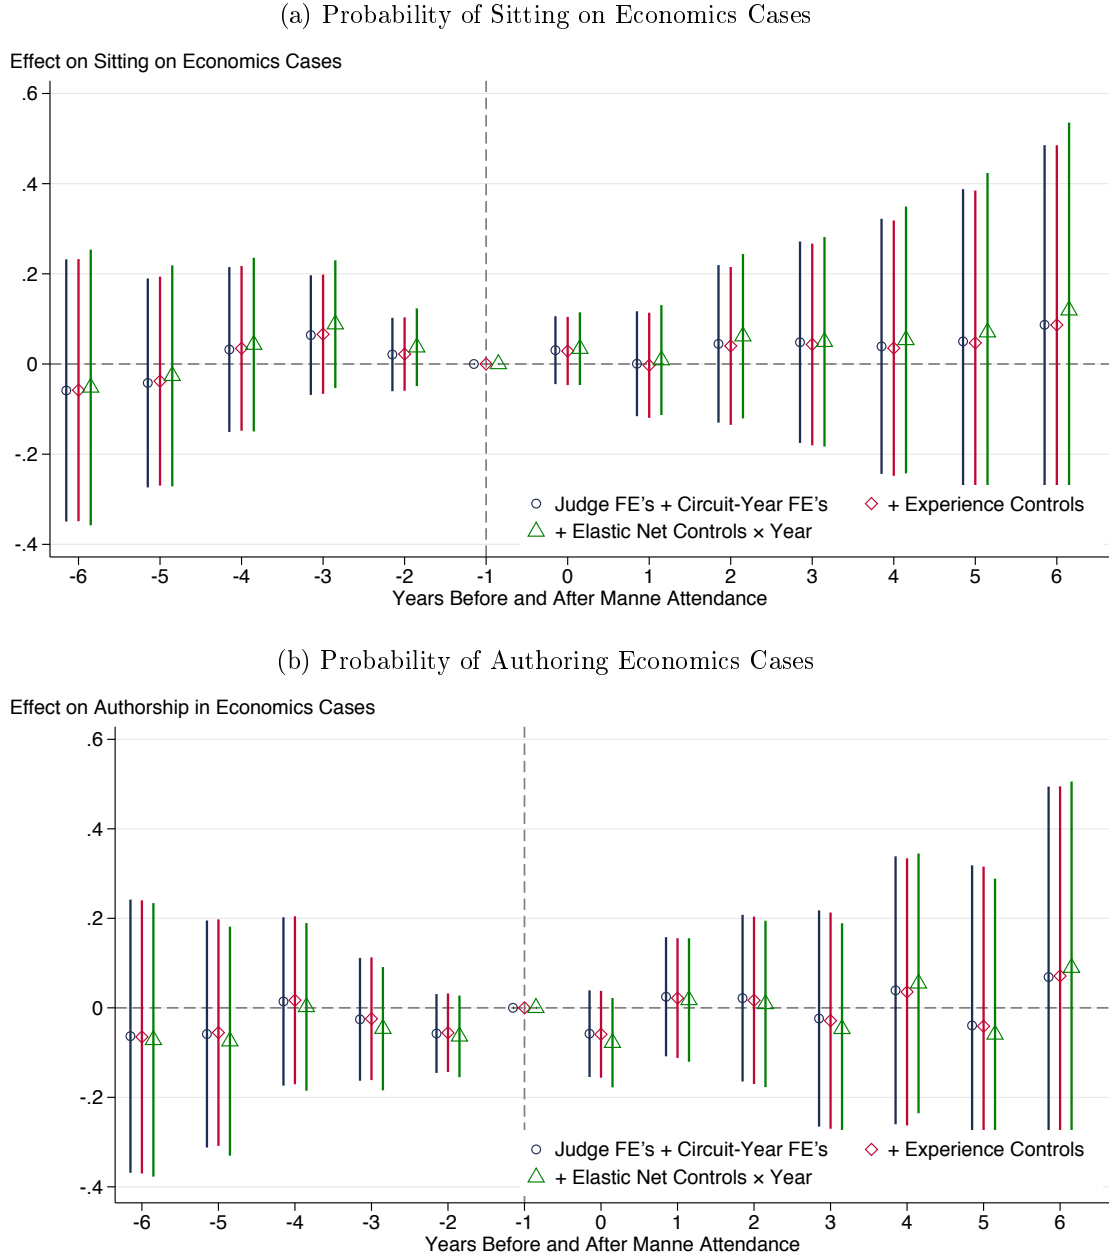 (a) Probability of Sitting on Economics Cases
Effect on Sitting on Economics Cases
.6
.4
.2
0
-.2
-.4
Judge FE's + Circuit-Year FE's
+ Experience Controls
+ Elastic Net Controls × Year
-6 -5 -4 -3 -2 -1 0 1 2 3 4 5 6
Years Before and After Manne Attendance
(b) Probability of Authoring Economics Cases
Effect on Authorship in Economics Cases
.6
.4
.2
0
-.2
-.4
Judge FE's + Circuit-Year FE's
+ Experience Controls
+ Elastic Net Controls × Year
-6 -5 -4 -3 -2 -1 0 1 2 3 4 5 6
Years Before and After Manne Attendance